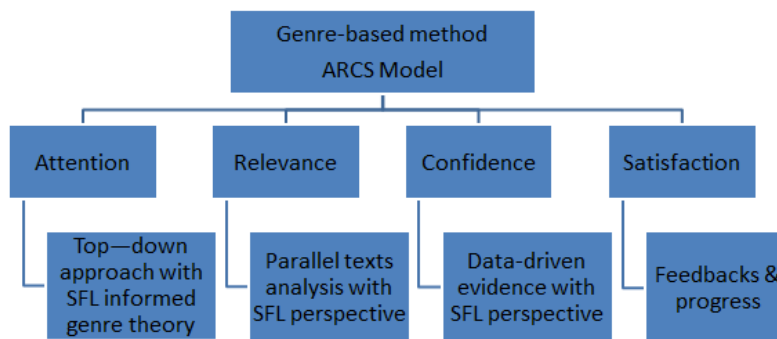 Genre-based method
ARCS Model
Attention
Relevance
Confidence
Satisfaction
Top—down
approach with
SFL informed
genre theory
Parallel texts
analysis with
SFL perspective
Data-driven
evidence with
SFL perspective
Feedbacks &
progress